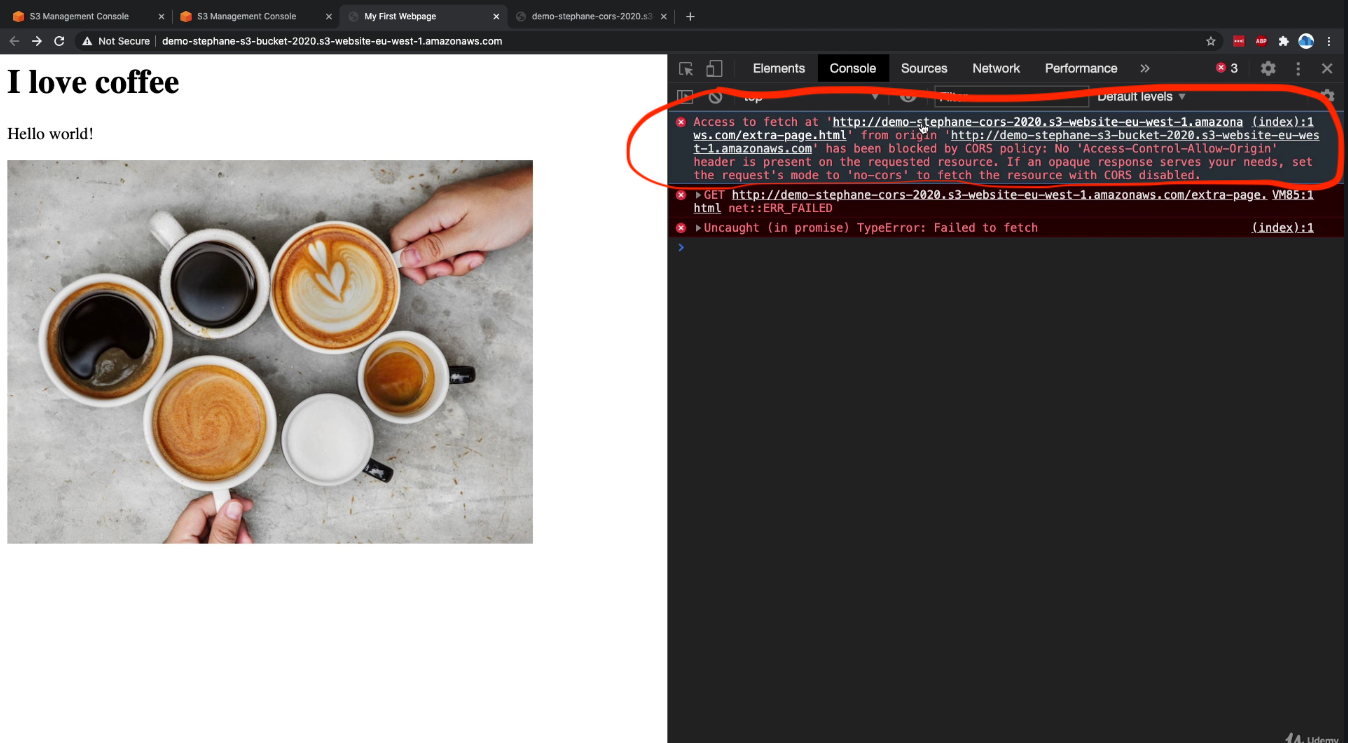 S3 Management Console
S3 Management Console
My First Webpage
demo-stephane-cors-2020.s3
Not Secure
demo-stephane-s3-bucket-2020.s3-website-eu-west-1.amazonaws.com
ABP
I love coffee
Hello world!
Elements Console Sources Network Performance » 3
Default levels ▼
Access to fetch at 'http://demo-stephane-cors-2020.s3-website-eu-west-1.amazona (index):1
ws.com/extra-page.html' from origin 'http://demo-stephane-s3-bucket-2020.s3-website-eu-wes
t-1.amazonaws.com' has been blocked by CORS policy: No 'Access-Control-Allow-Origin'
header is present on the requested resource. If an opaque response serves your needs, set
the request's mode to 'no-cors' to fetch the resource with CORS disabled.
GET http://demo-stephane-cors-2020.s3-website-eu-west-1.amazonaws.com/extra-page. VM85:1
html net::ERR_FAILED
Uncaught (in promise) TypeError: Failed to fetch (index):1
Udemy